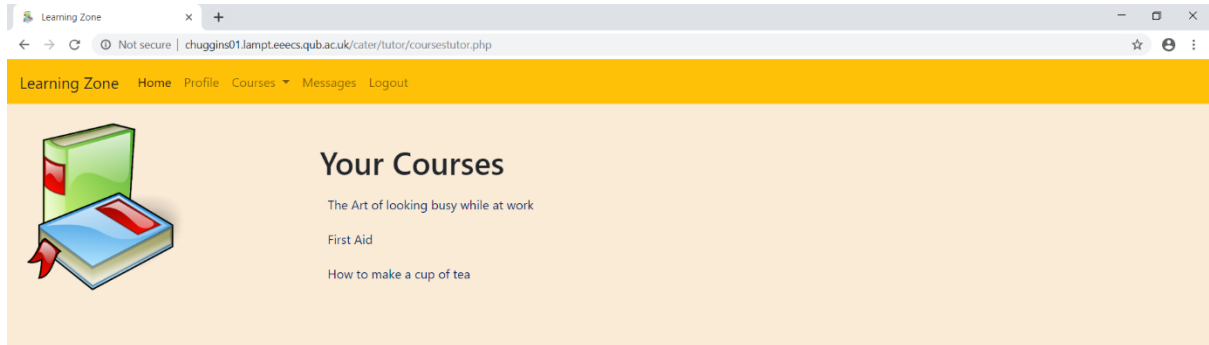 Learning Zone
Not secure | chuggins01.lampt.eeecs.qub.ac.uk/cater/tutor/coursestutor.php
Learning Zone Home Profile Courses Messages Logout
Your Courses
The Art of looking busy while at work
First Aid
How to make a cup of tea